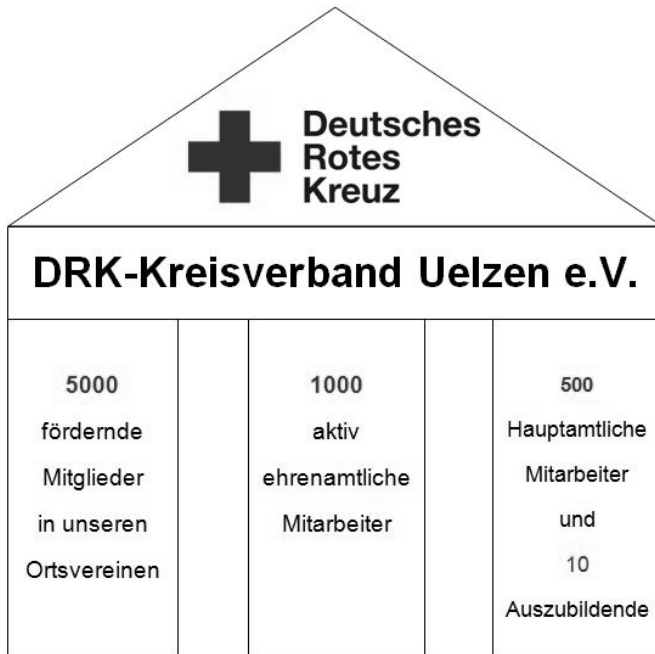 Deutsches
Rotes
Kreuz
DRK-Kreisverband Uelzen e.V.
5000
fördernde
Mitglieder
in unseren
Ortsvereinen
1000
aktiv
ehrenamtliche
Mitarbeiter
500
Hauptamtliche
Mitarbeiter
und
10
Auszubildende